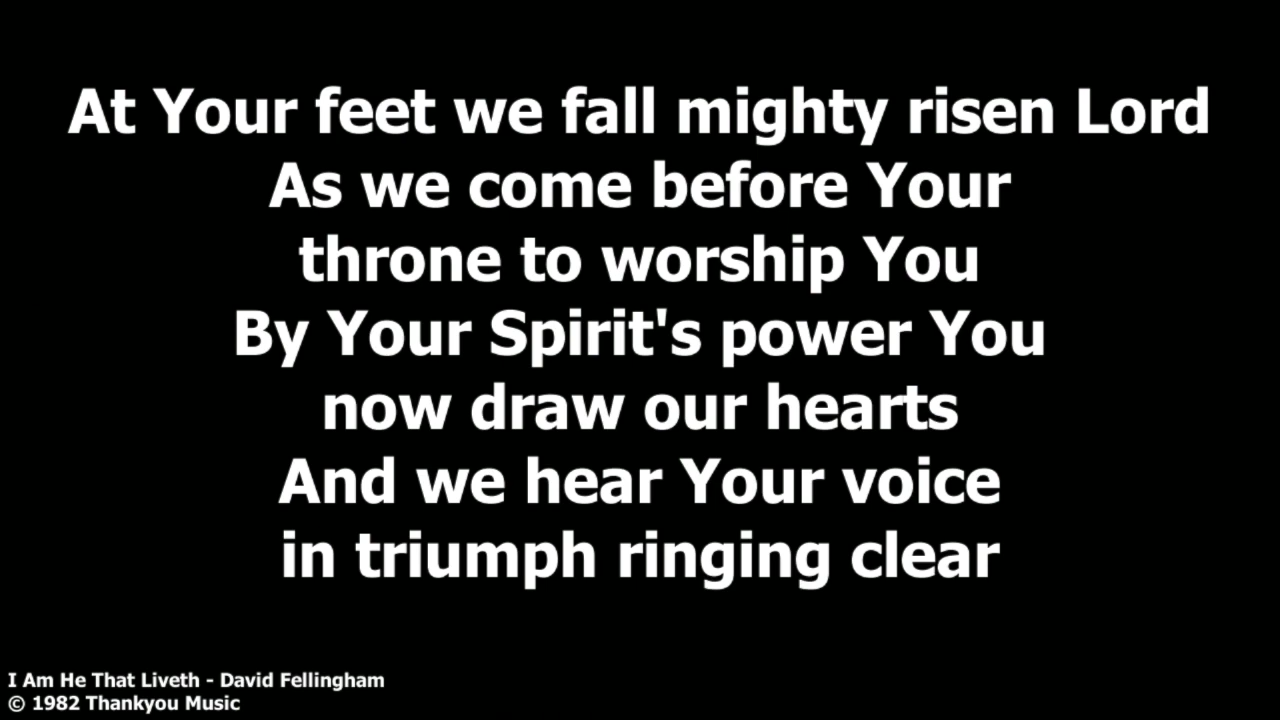 At Your feet we fall mighty risen Lord
As we come before Your
throne to worship You
By Your Spirit's power You
now draw our hearts
And we hear Your voice
in triumph ringing clear
I Am He That Liveth - David Fellingham
© 1982 Thankyou Music